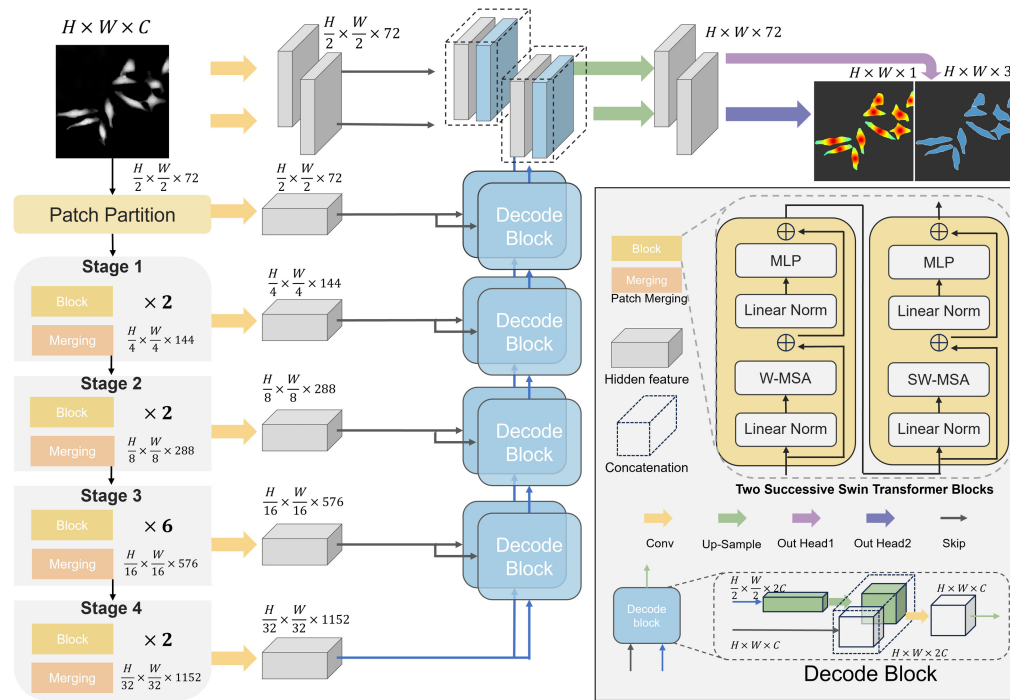 H × W × C
H/2 × W/2 × 72
H × W × 72
H × W × 1
H × W × 3
H/2 × W/2 × 72
Patch Partition
H/2 × W/2 × 72
Decode
Block
Stage 1
Block
× 2
Merging
H/4 × W/4 × 144
H/4 × W/4 × 144
Decode
Block
Stage 2
Block
× 2
Merging
H/8 × W/8 × 288
H/8 × W/8 × 288
Decode
Block
Stage 3
Block
× 6
Merging
H/16 × W/16 × 576
H/16 × W/16 × 576
Decode
Block
Stage 4
Block
× 2
Merging
H/32 × W/32 × 1152
H/32 × W/32 × 1152
Block
Merging
Patch Merging
Hidden feature
Concatenation
MLP
Linear Norm
W-MSA
Linear Norm
MLP
Linear Norm
SW-MSA
Linear Norm
Two Successive Swin Transformer Blocks
Conv
Up-Sample
Out Head1
Out Head2
Skip
Decode
block
H/2 × W/2 × 2C
H × W × C
H × W × C
H × W × 2C
Decode Block